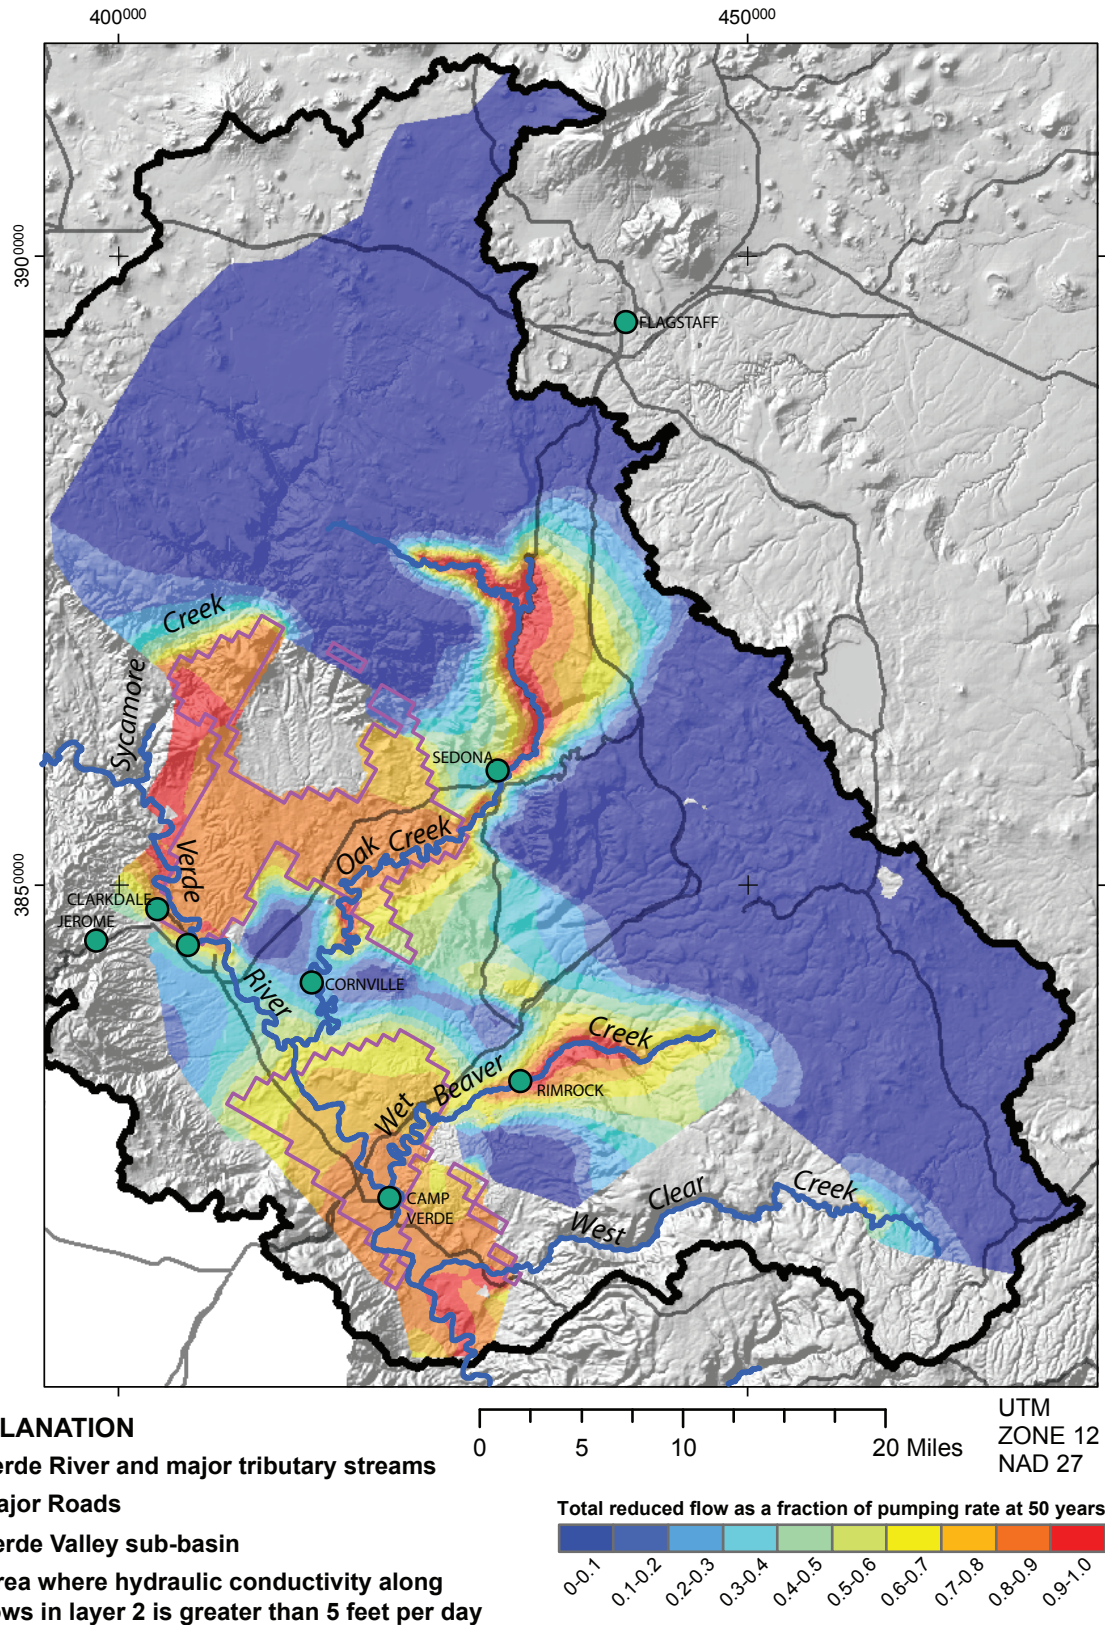 400000 450000
3900000
FLAGSTAFF
Creek
Sycamore
SEDONA
Oak Creek
Verde
CLARKDALE
JEROME
River
CORNVILLE
Creek
Beaver
RIMROCK
Wet
CAMP
VERDE
West Clear Creek
3850000
LANATION
erde River and major tributary streams
ajor Roads
erde Valley sub-basin
rea where hydraulic conductivity along
ows in layer 2 is greater than 5 feet per day
0 5 10 20 Miles
UTM
ZONE 12
NAD 27
Total reduced flow as a fraction of pumping rate at 50 years
0-0.1 0.1-0.2 0.2-0.3 0.3-0.4 0.4-0.5 0.5-0.6 0.6-0.7 0.7-0.8 0.8-0.9 0.9-1.0